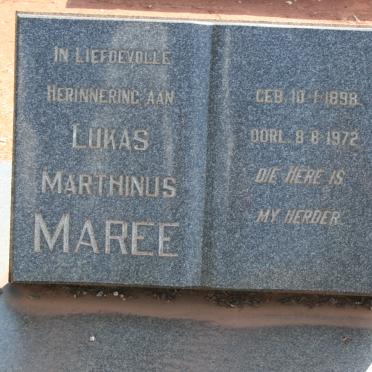 IN LIEFDEVOLLE
HERINNERING AAN
LUKAS
MARTHINUS
MAREE
GEB. 10-1-1898
OORL. 8-8-1972
DIE HERE IS
MY HERDER.